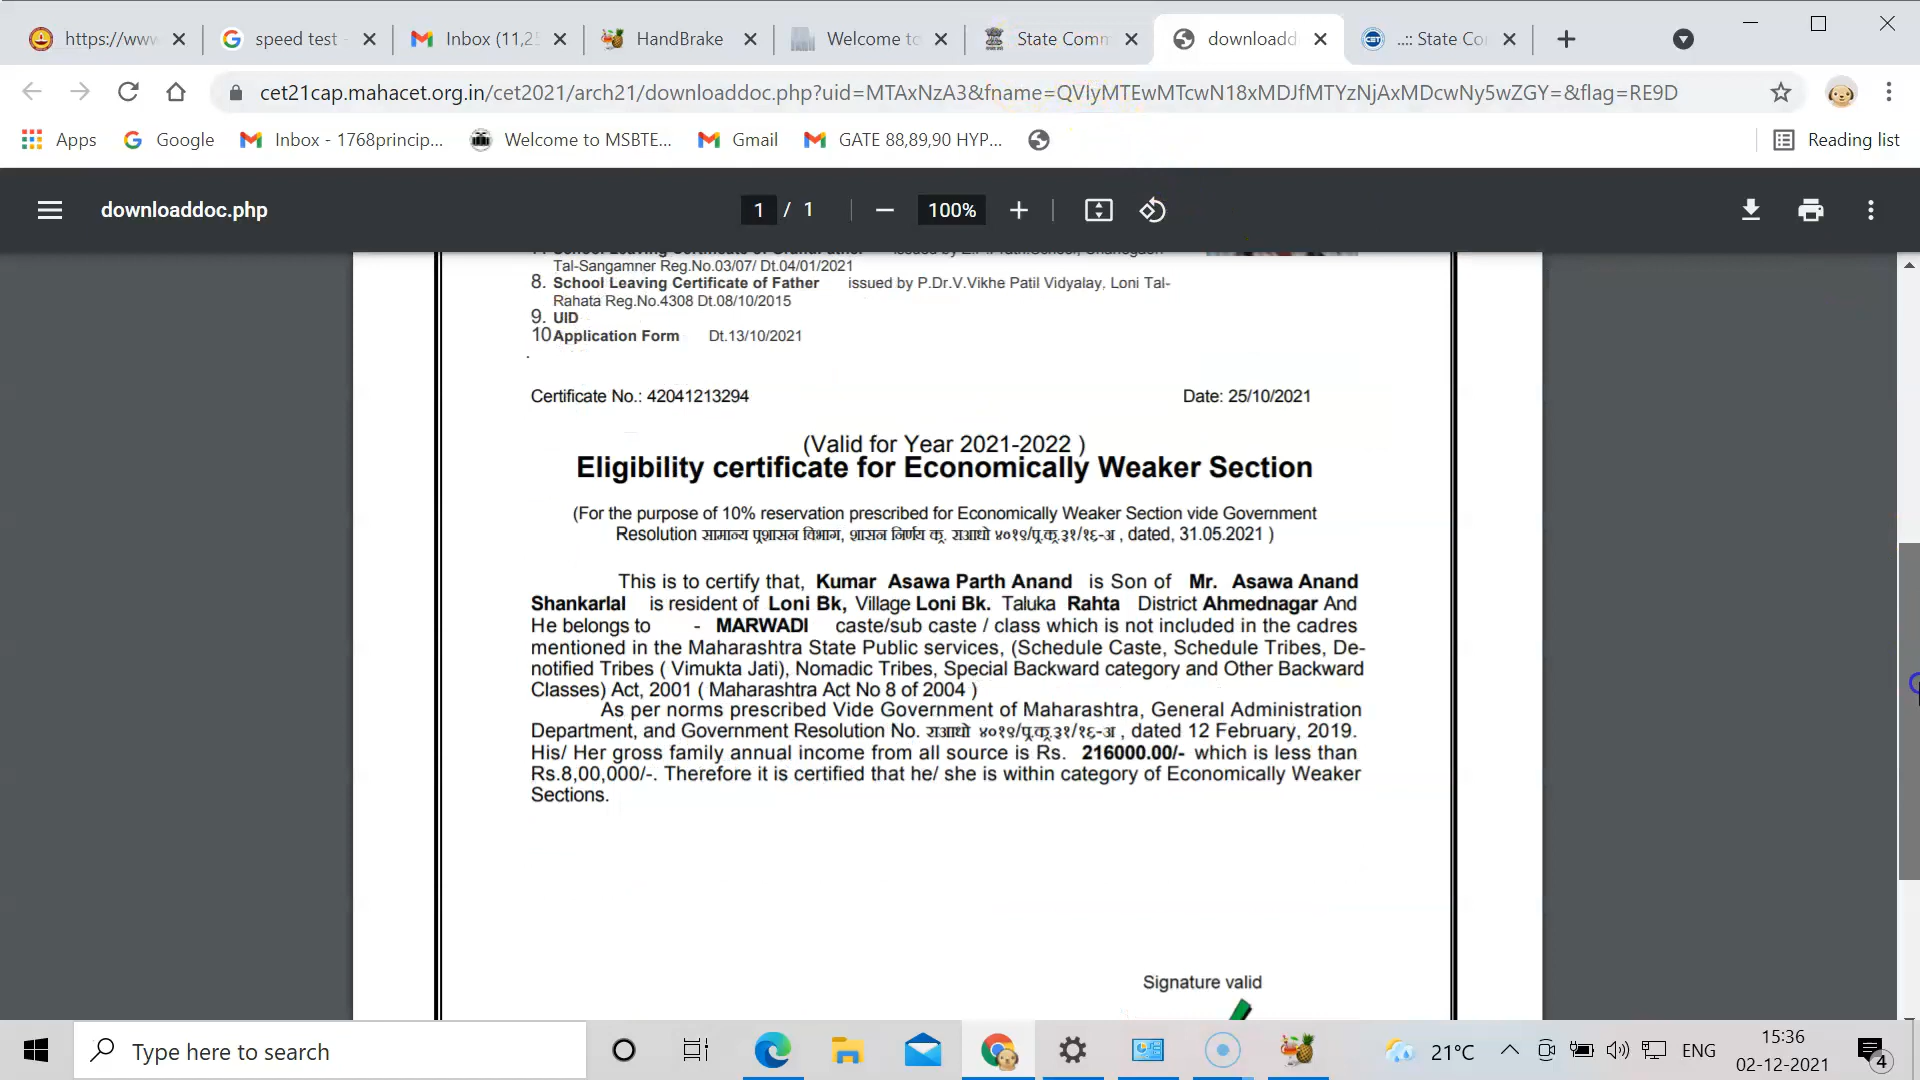 https://www
speed test -
Inbox (11,25
HandBrake
Welcome to
State Comm
downloadd
..:: State Co
cet21cap.mahacet.org.in/cet2021/arch21/downloaddoc.php?uid=MTAxNzA3&fname=QVIyMTEwMTcwN18xMDJfMTYzNjAxMDcwNy5wZGY=&flag=RE9D
Apps
Google
Inbox - 1768princip...
Welcome to MSBTE...
Gmail
GATE 88,89,90 HYP...
Reading list
downloaddoc.php
1 / 1
100%
Tal-Sangamner Reg.No.03/07/ Dt.04/01/2021
8. School Leaving Certificate of Father issued by P.Dr.V.Vikhe Patil Vidyalay, Loni Tal-
Rahata Reg.No.4308 Dt.08/10/2015
9. UID
10 Application Form Dt.13/10/2021
.
Certificate No.: 42041213294 Date: 25/10/2021
(Valid for Year 2021-2022 )
Eligibility certificate for Economically Weaker Section
(For the purpose of 10% reservation prescribed for Economically Weaker Section vide Government
Resolution सामान्य प्रशासन विभाग, शासन निर्णय क्र. राआधो ४०१९/प्र.क्र.३१/१६-अ , dated, 31.05.2021 )
This is to certify that, Kumar Asawa Parth Anand is Son of Mr. Asawa Anand
Shankarlal is resident of Loni Bk, Village Loni Bk. Taluka Rahta District Ahmednagar And
He belongs to - MARWADI caste/sub caste / class which is not included in the cadres
mentioned in the Maharashtra State Public services, (Schedule Caste, Schedule Tribes, De-
notified Tribes ( Vimukta Jati), Nomadic Tribes, Special Backward category and Other Backward
Classes) Act, 2001 ( Maharashtra Act No 8 of 2004 )
As per norms prescribed Vide Government of Maharashtra, General Administration
Department, and Government Resolution No. राआधो ४०१९/प्र.क्र.३१/१६-अ , dated 12 February, 2019.
His/ Her gross family annual income from all source is Rs. 216000.00/- which is less than
Rs.8,00,000/-. Therefore it is certified that he/ she is within category of Economically Weaker
Sections.
Signature valid
Type here to search
21°C
ENG
15:36
02-12-2021
4